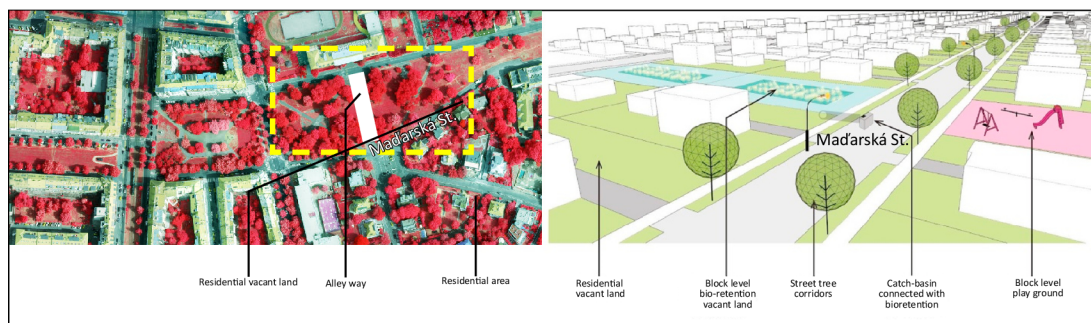 Maďarská St.
Residential vacant land
Alley way
Residential area
Maďarská St.
Residential
vacant land
Block level
bio-retention
vacant land
Street tree
corridors
Catch-basin
connected with
bioretention
Block level
play ground